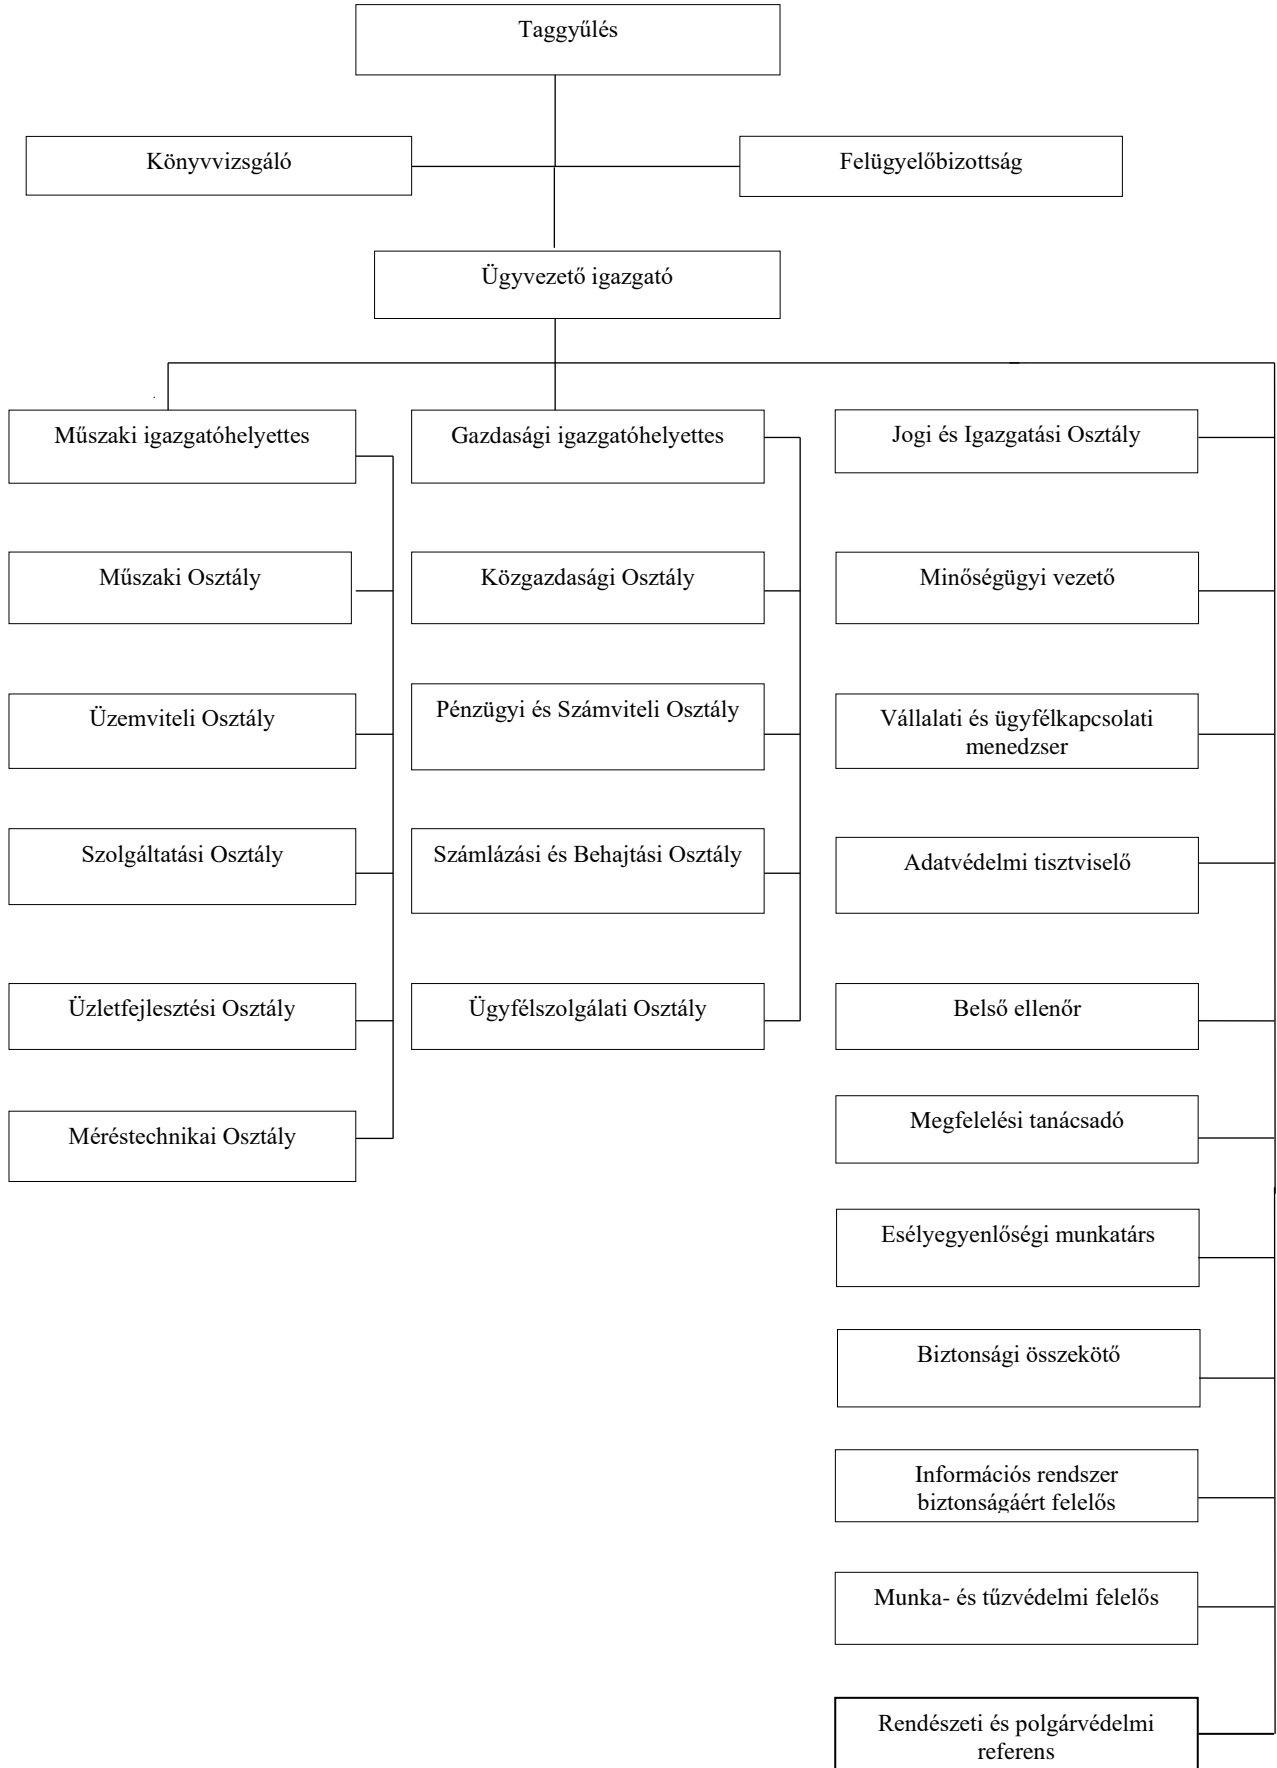 Taggyűlés
Könyvvizsgáló
Felügyelőbizottság
Ügyvezető igazgató
Műszaki igazgatóhelyettes
Gazdasági igazgatóhelyettes
Jogi és Igazgatási Osztály
Műszaki Osztály
Közgazdasági Osztály
Minőségügyi vezető
Üzemviteli Osztály
Pénzügyi és Számviteli Osztály
Vállalati és ügyfélkapcsolati
menedzser
Szolgáltatási Osztály
Számlázási és Behajtási Osztály
Adatvédelmi tisztviselő
Üzletfejlesztési Osztály
Ügyfélszolgálati Osztály
Belső ellenőr
Méréstechnikai Osztály
Megfelelési tanácsadó
Esélyegyenlőségi munkatárs
Biztonsági összekötő
Információs rendszer
biztonságáért felelős
Munka- és tűzvédelmi felelős
Rendészeti és polgárvédelmi
referens